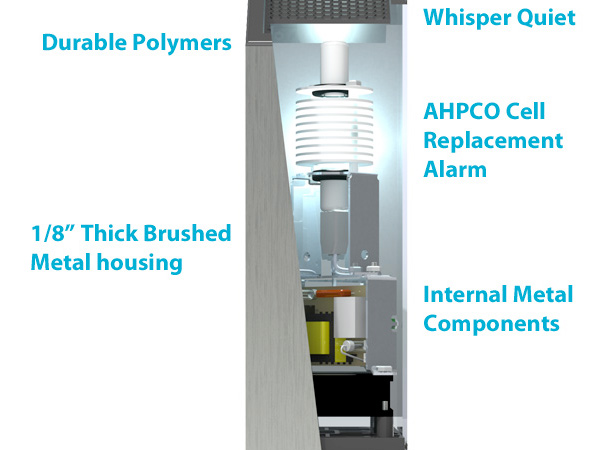 Durable Polymers
1/8” Thick Brushed
Metal housing
Whisper Quiet
AHPCO Cell
Replacement
Alarm
Internal Metal
Components